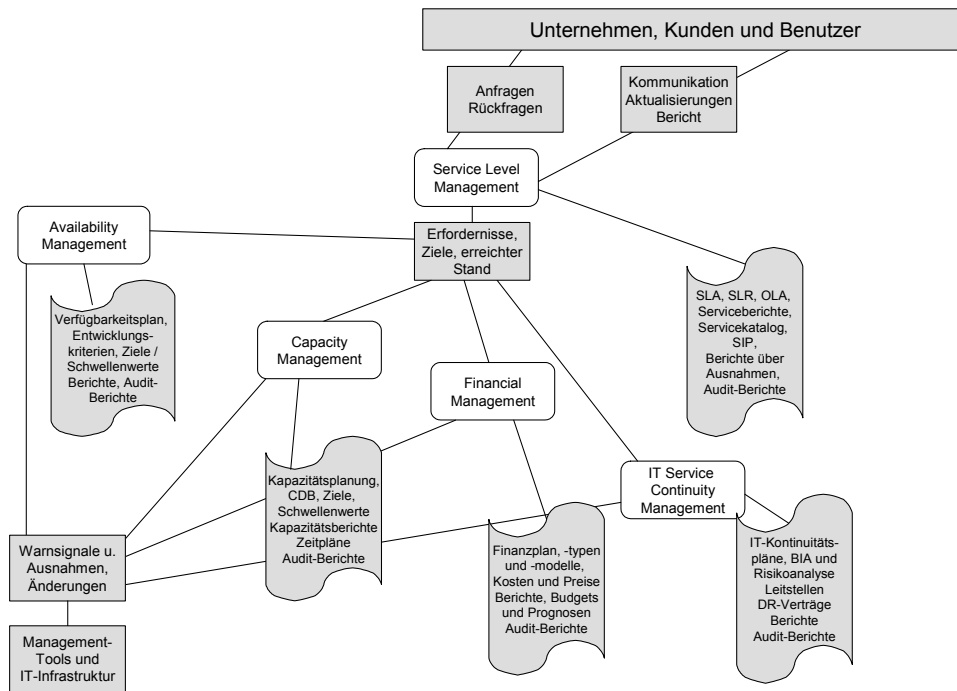 Unternehmen, Kunden und Benutzer
Anfragen
Rückfragen
Kommunikation
Aktualisierungen
Bericht
Service Level
Management
Availability
Management
Erfordernisse,
Ziele, erreichter
Stand
Verfügbarkeitsplan,
Entwicklungs-
kriterien, Ziele /
Schwellenwerte
Berichte, Audit-
Berichte
Capacity
Management
Financial
Management
SLA, SLR, OLA,
Serviceberichte,
Servicekatalog,
SIP,
Berichte über
Ausnahmen,
Audit-Berichte
Kapazitätsplanung,
CDB, Ziele,
Schwellenwerte
Kapazitätsberichte
Zeitpläne
Audit-Berichte
IT Service
Continuity
Management
Warnsignale u.
Ausnahmen,
Änderungen
Finanzplan, -typen
und -modelle,
Kosten und Preise
Berichte, Budgets
und Prognosen
Audit-Berichte
IT-Kontinuitäts-
pläne, BIA und
Risikoanalyse
Leitstellen
DR-Verträge
Berichte
Audit-Berichte
Management-
Tools und
IT-Infrastruktur